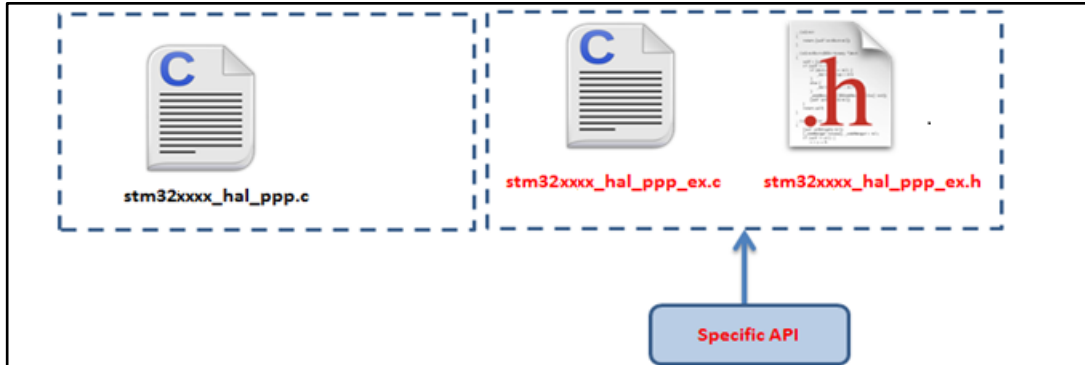 C
C
.h
stm32xxxx_hal_ppp.c
stm32xxxx_hal_ppp_ex.c
stm32xxxx_hal_ppp_ex.h
Specific API